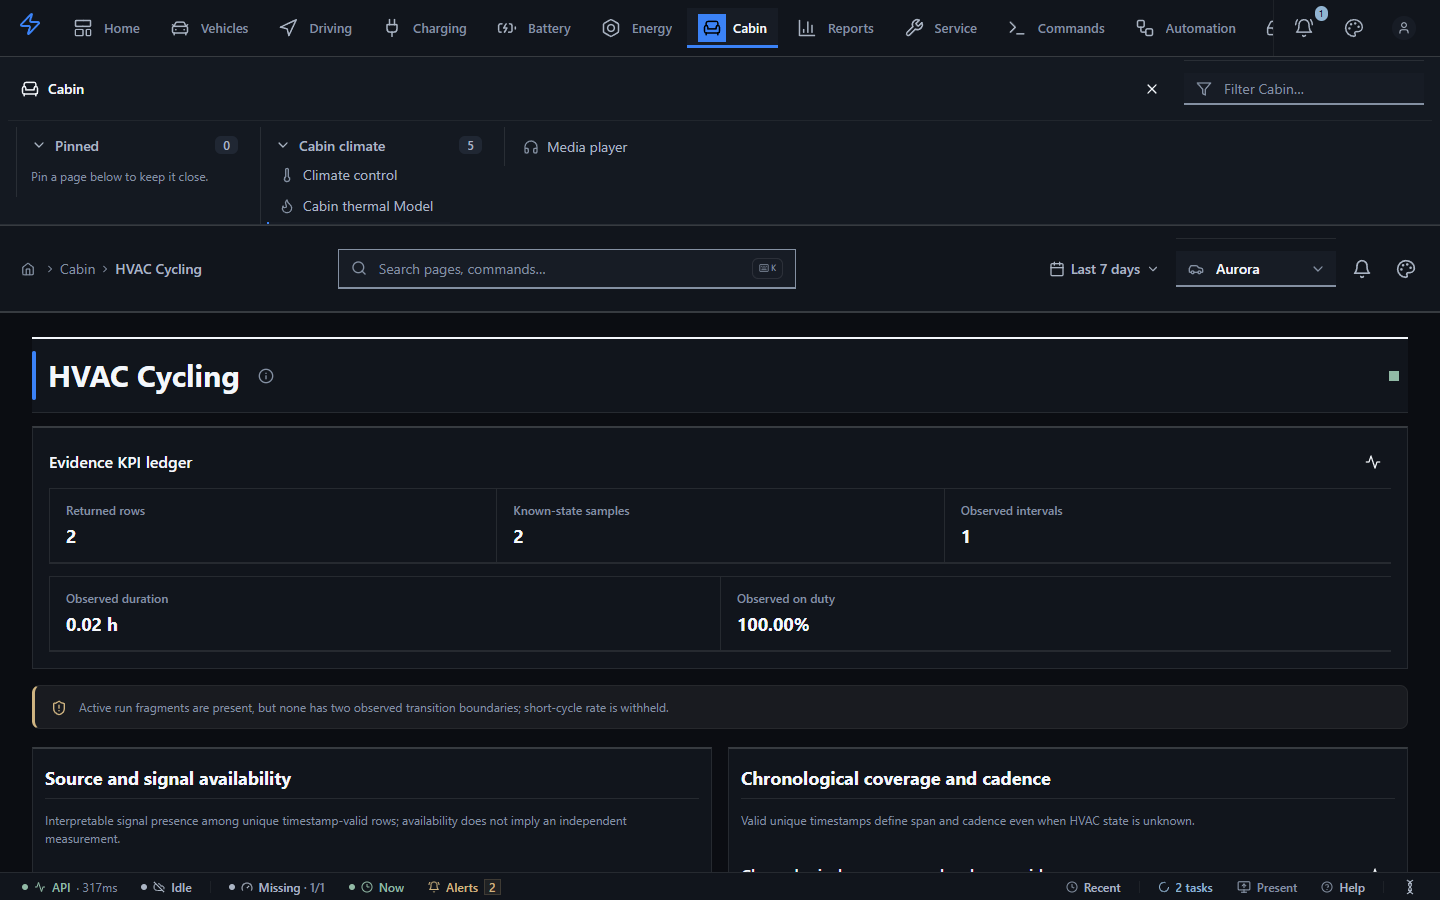 Home
Vehicles
Driving
Charging
Battery
Energy
Cabin
Reports
Service
Commands
Automation
1
Cabin
Filter Cabin...
Pinned
0
Pin a page below to keep it close.
Cabin climate
5
Climate control
Cabin thermal Model
Media player
Cabin
HVAC Cycling
Search pages, commands...
K
Last 7 days
Aurora
HVAC Cycling
Evidence KPI ledger
Returned rows
2
Known-state samples
2
Observed intervals
1
Observed duration
0.02 h
Observed on duty
100.00%
Active run fragments are present, but none has two observed transition boundaries; short-cycle rate is withheld.
Source and signal availability
Interpretable signal presence among unique timestamp-valid rows; availability does not imply an independent
measurement.
Chronological coverage and cadence
Valid unique timestamps define span and cadence even when HVAC state is unknown.
API · 317ms
Idle
Missing · 1/1
Now
Alerts 2
Recent
2 tasks
Present
Help